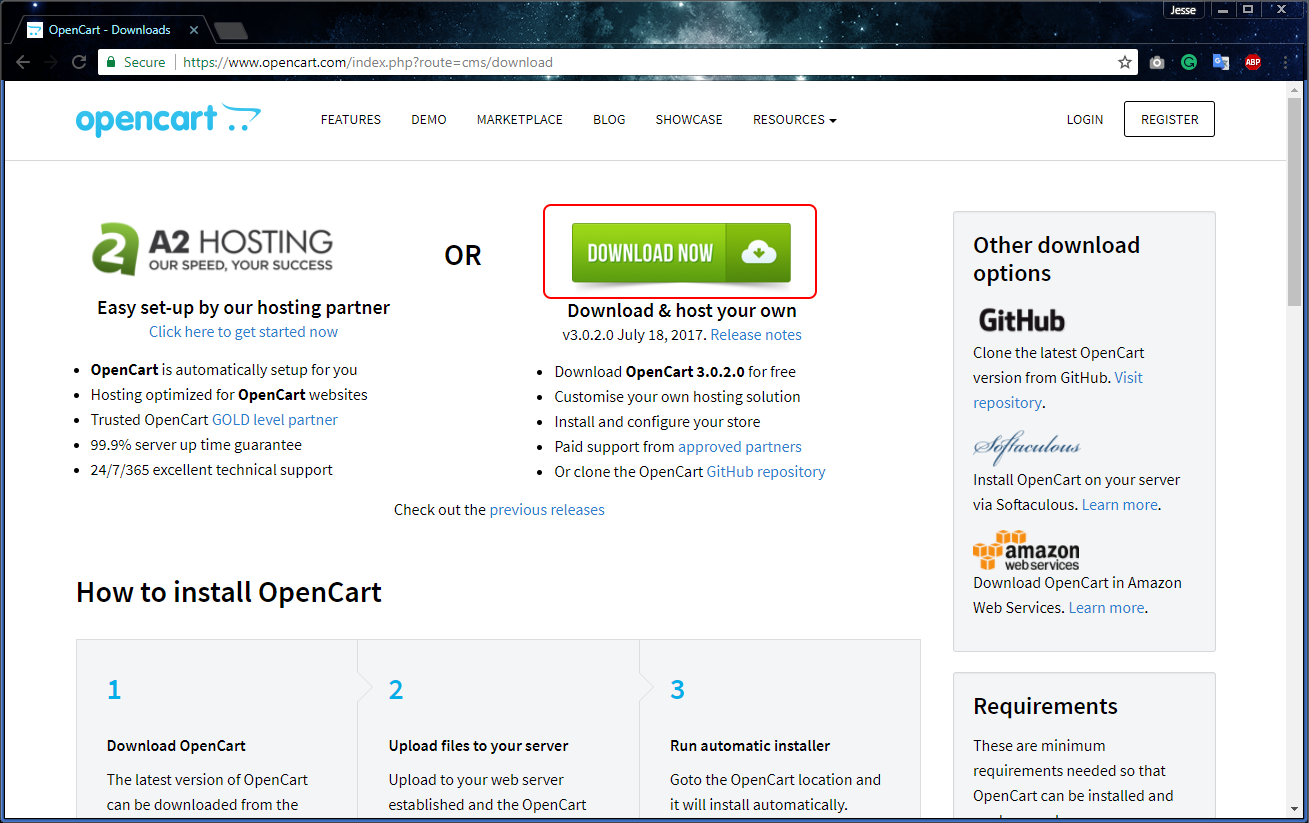 Jesse
OpenCart - Downloads
Secure
https://www.opencart.com/index.php?route=cms/download
ABP
opencart
FEATURES
DEMO
MARKETPLACE
BLOG
SHOWCASE
RESOURCES
LOGIN
REGISTER
A2 HOSTING
OUR SPEED, YOUR SUCCESS
Easy set-up by our hosting partner
Click here to get started now
OpenCart is automatically setup for you
Hosting optimized for OpenCart websites
Trusted OpenCart GOLD level partner
99.9% server up time guarantee
24/7/365 excellent technical support
OR
DOWNLOAD NOW
Download & host your own
v3.0.2.0 July 18, 2017. Release notes
Download OpenCart 3.0.2.0 for free
Customise your own hosting solution
Install and configure your store
Paid support from approved partners
Or clone the OpenCart GitHub repository
Check out the previous releases
Other download
options
GitHub
Clone the latest OpenCart
version from GitHub. Visit
repository.
Softaculous
Install OpenCart on your server
via Softaculous. Learn more.
amazon
web services
Download OpenCart in Amazon
Web Services. Learn more.
How to install OpenCart
1
Download OpenCart
The latest version of OpenCart
can be downloaded from the
2
Upload files to your server
Upload to your web server
established and the OpenCart
3
Run automatic installer
Goto the OpenCart location and
it will install automatically.
Requirements
These are minimum
requirements needed so that
OpenCart can be installed and